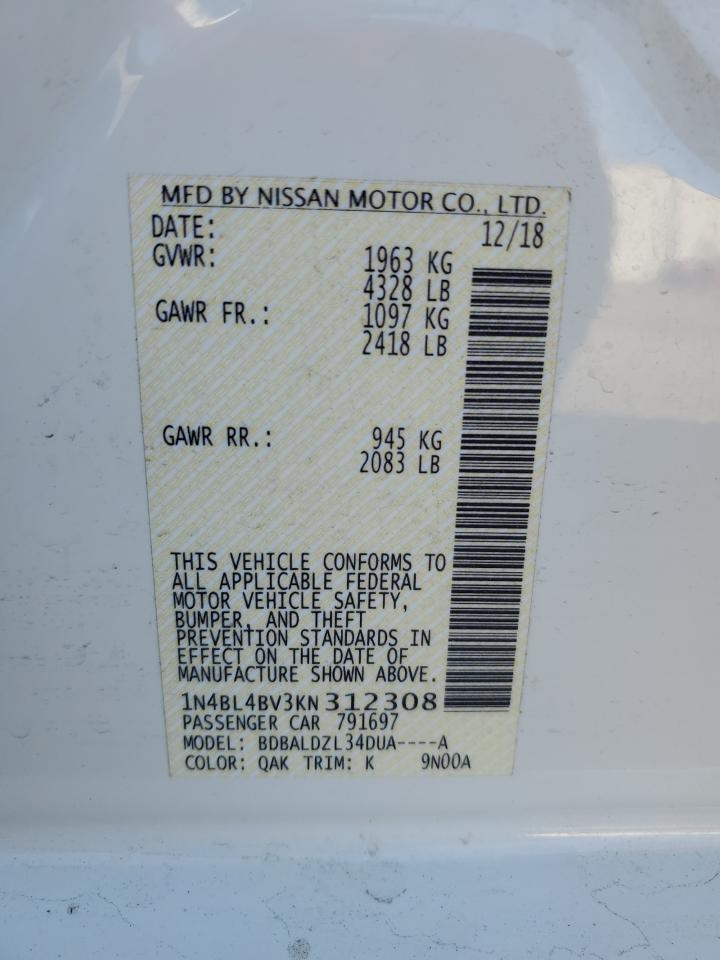 MFD BY NISSAN MOTOR CO., LTD.
DATE: 12/18
GVWR: 1963 KG
4328 LB
GAWR FR.: 1097 KG
2418 LB
GAWR RR.: 945 KG
2083 LB
THIS VEHICLE CONFORMS TO
ALL APPLICABLE FEDERAL
MOTOR VEHICLE SAFETY,
BUMPER, AND THEFT
PREVENTION STANDARDS IN
EFFECT ON THE DATE OF
MANUFACTURE SHOWN ABOVE.
1N4BL4BV3KN312308
PASSENGER CAR 791697
MODEL: BDBALDZL34DUA----A
COLOR: QAK TRIM: K 9N00A